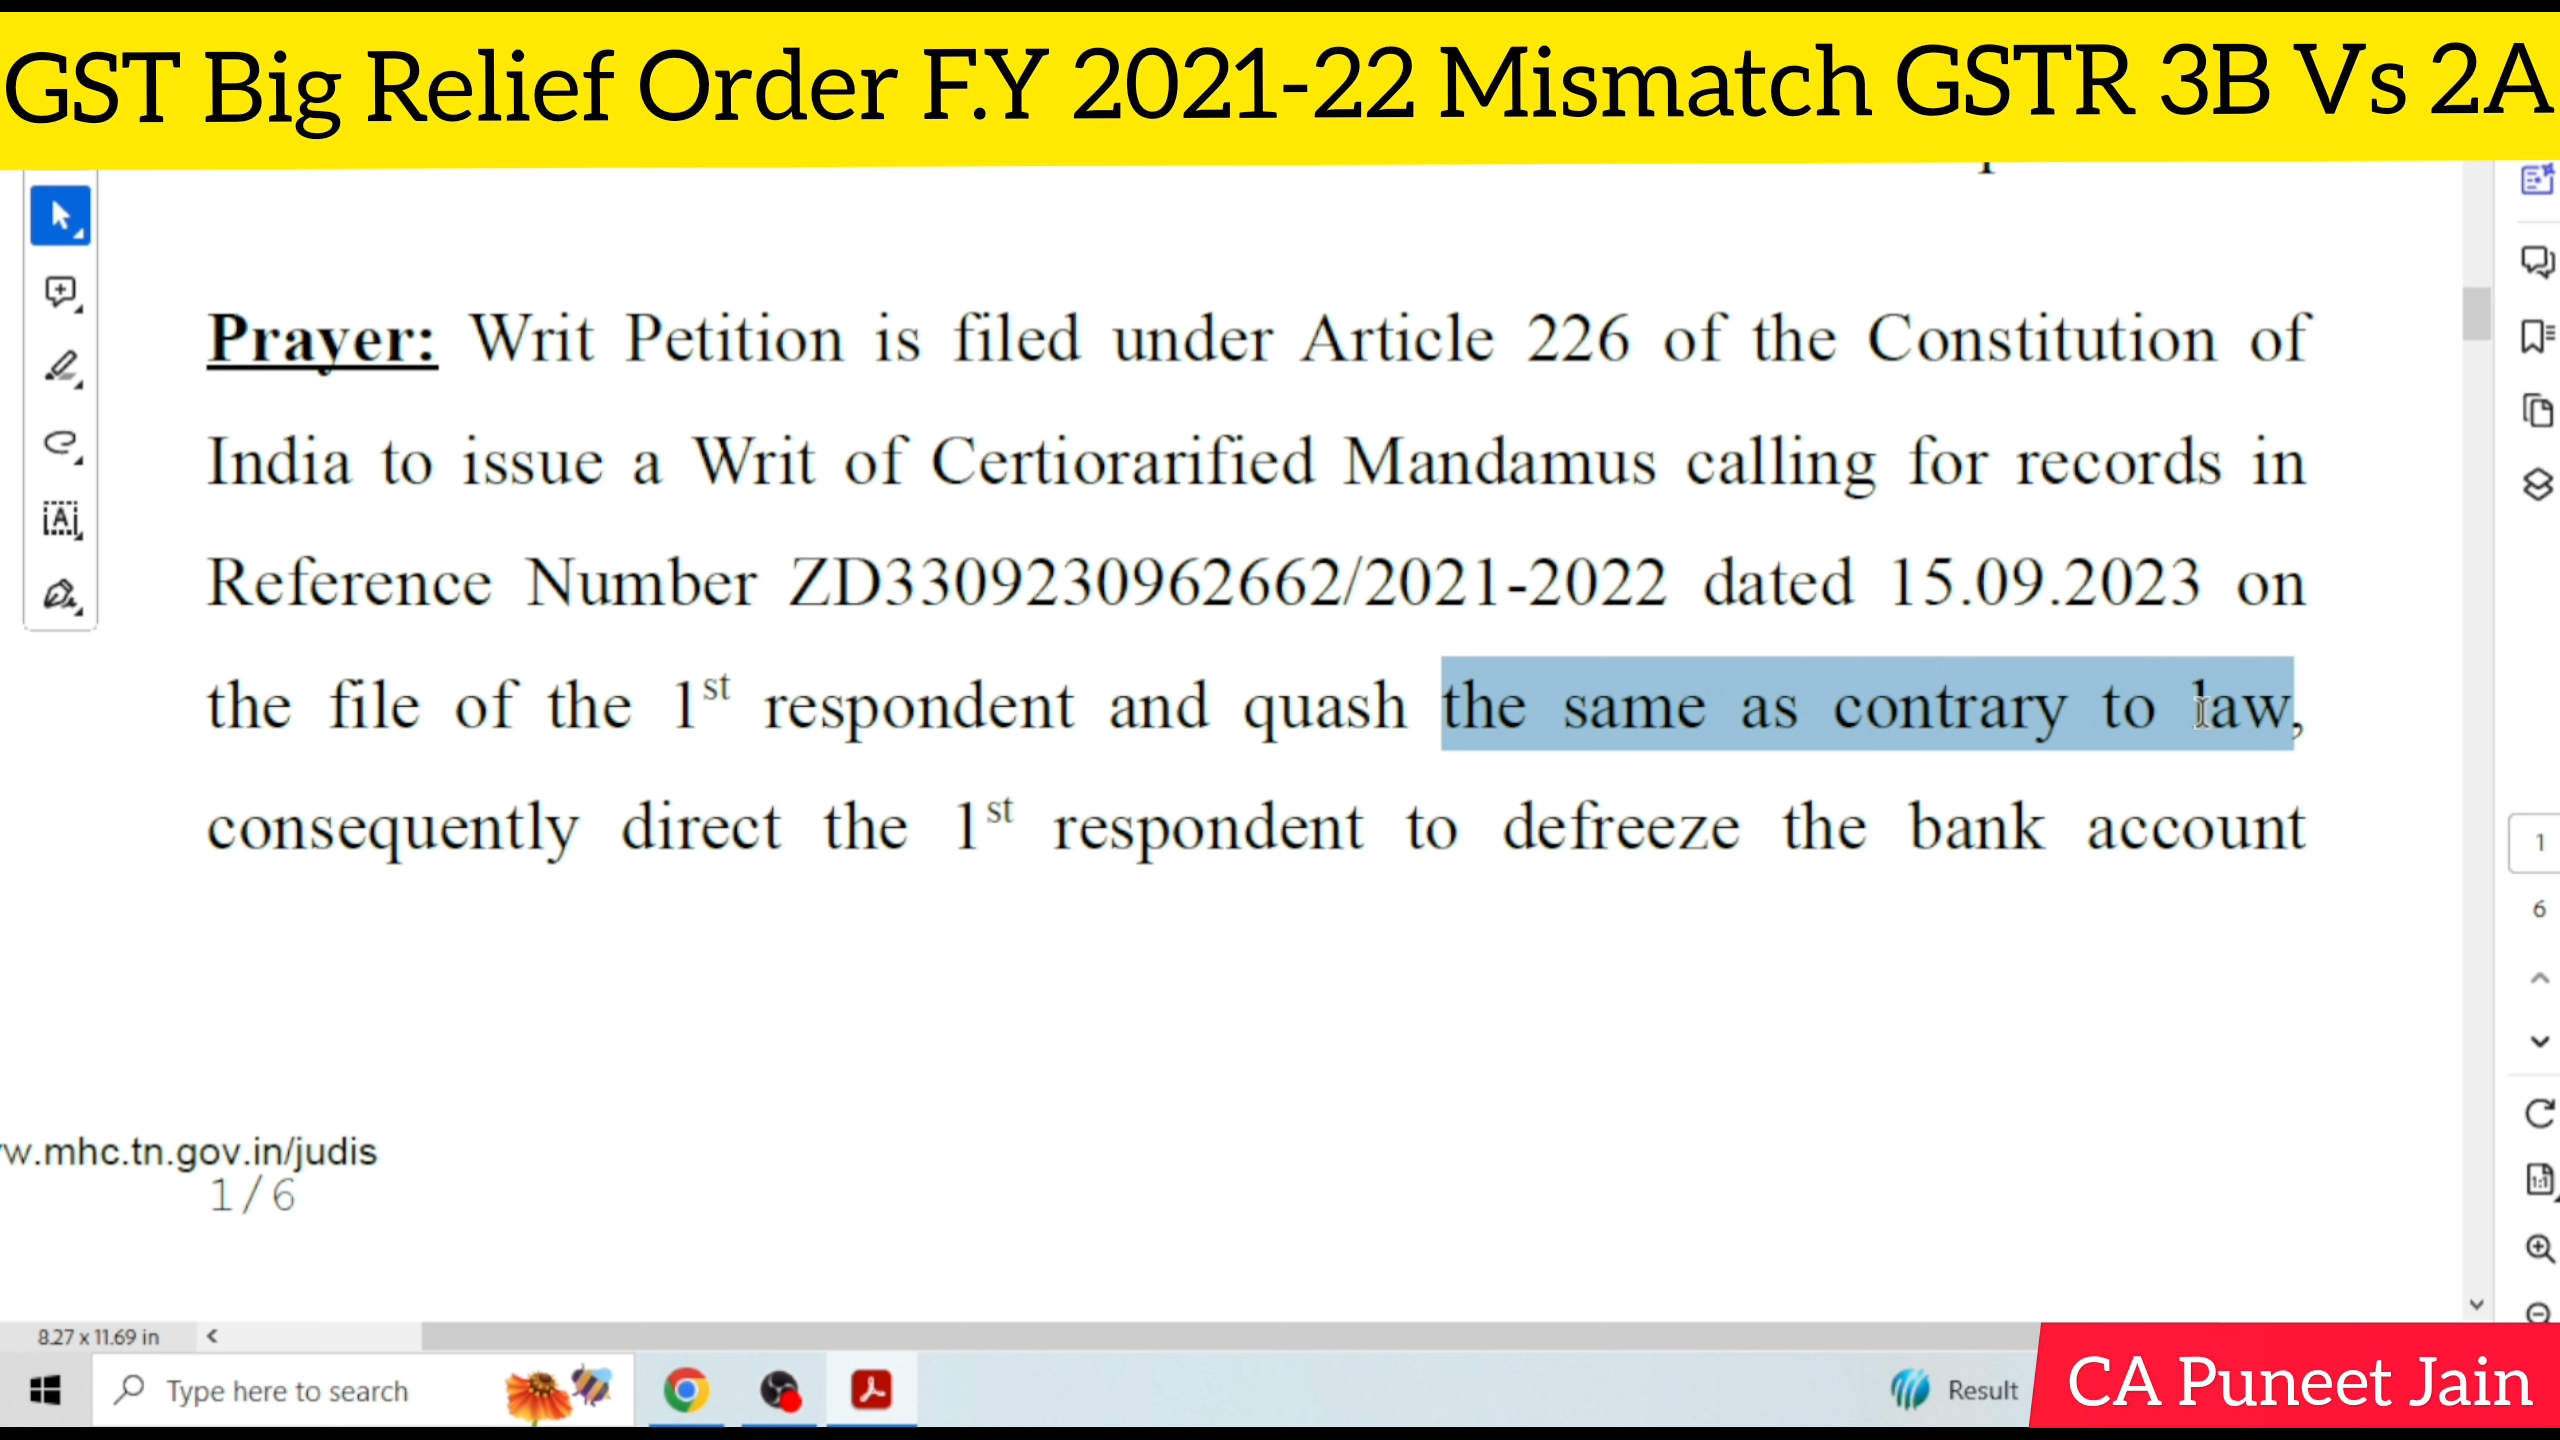 GST Big Relief Order F.Y 2021-22 Mismatch GSTR 3B Vs 2A
Prayer: Writ Petition is filed under Article 226 of the Constitution of
India to issue a Writ of Certiorarified Mandamus calling for records in
Reference Number ZD3309230962662/2021-2022 dated 15.09.2023 on
the file of the 1st respondent and quash the same as contrary to law,
consequently direct the 1st respondent to defreeze the bank account
1
6
w.mhc.tn.gov.in/judis
1/6
8.27 x 11.69 in
Type here to search
Result
CA Puneet Jain